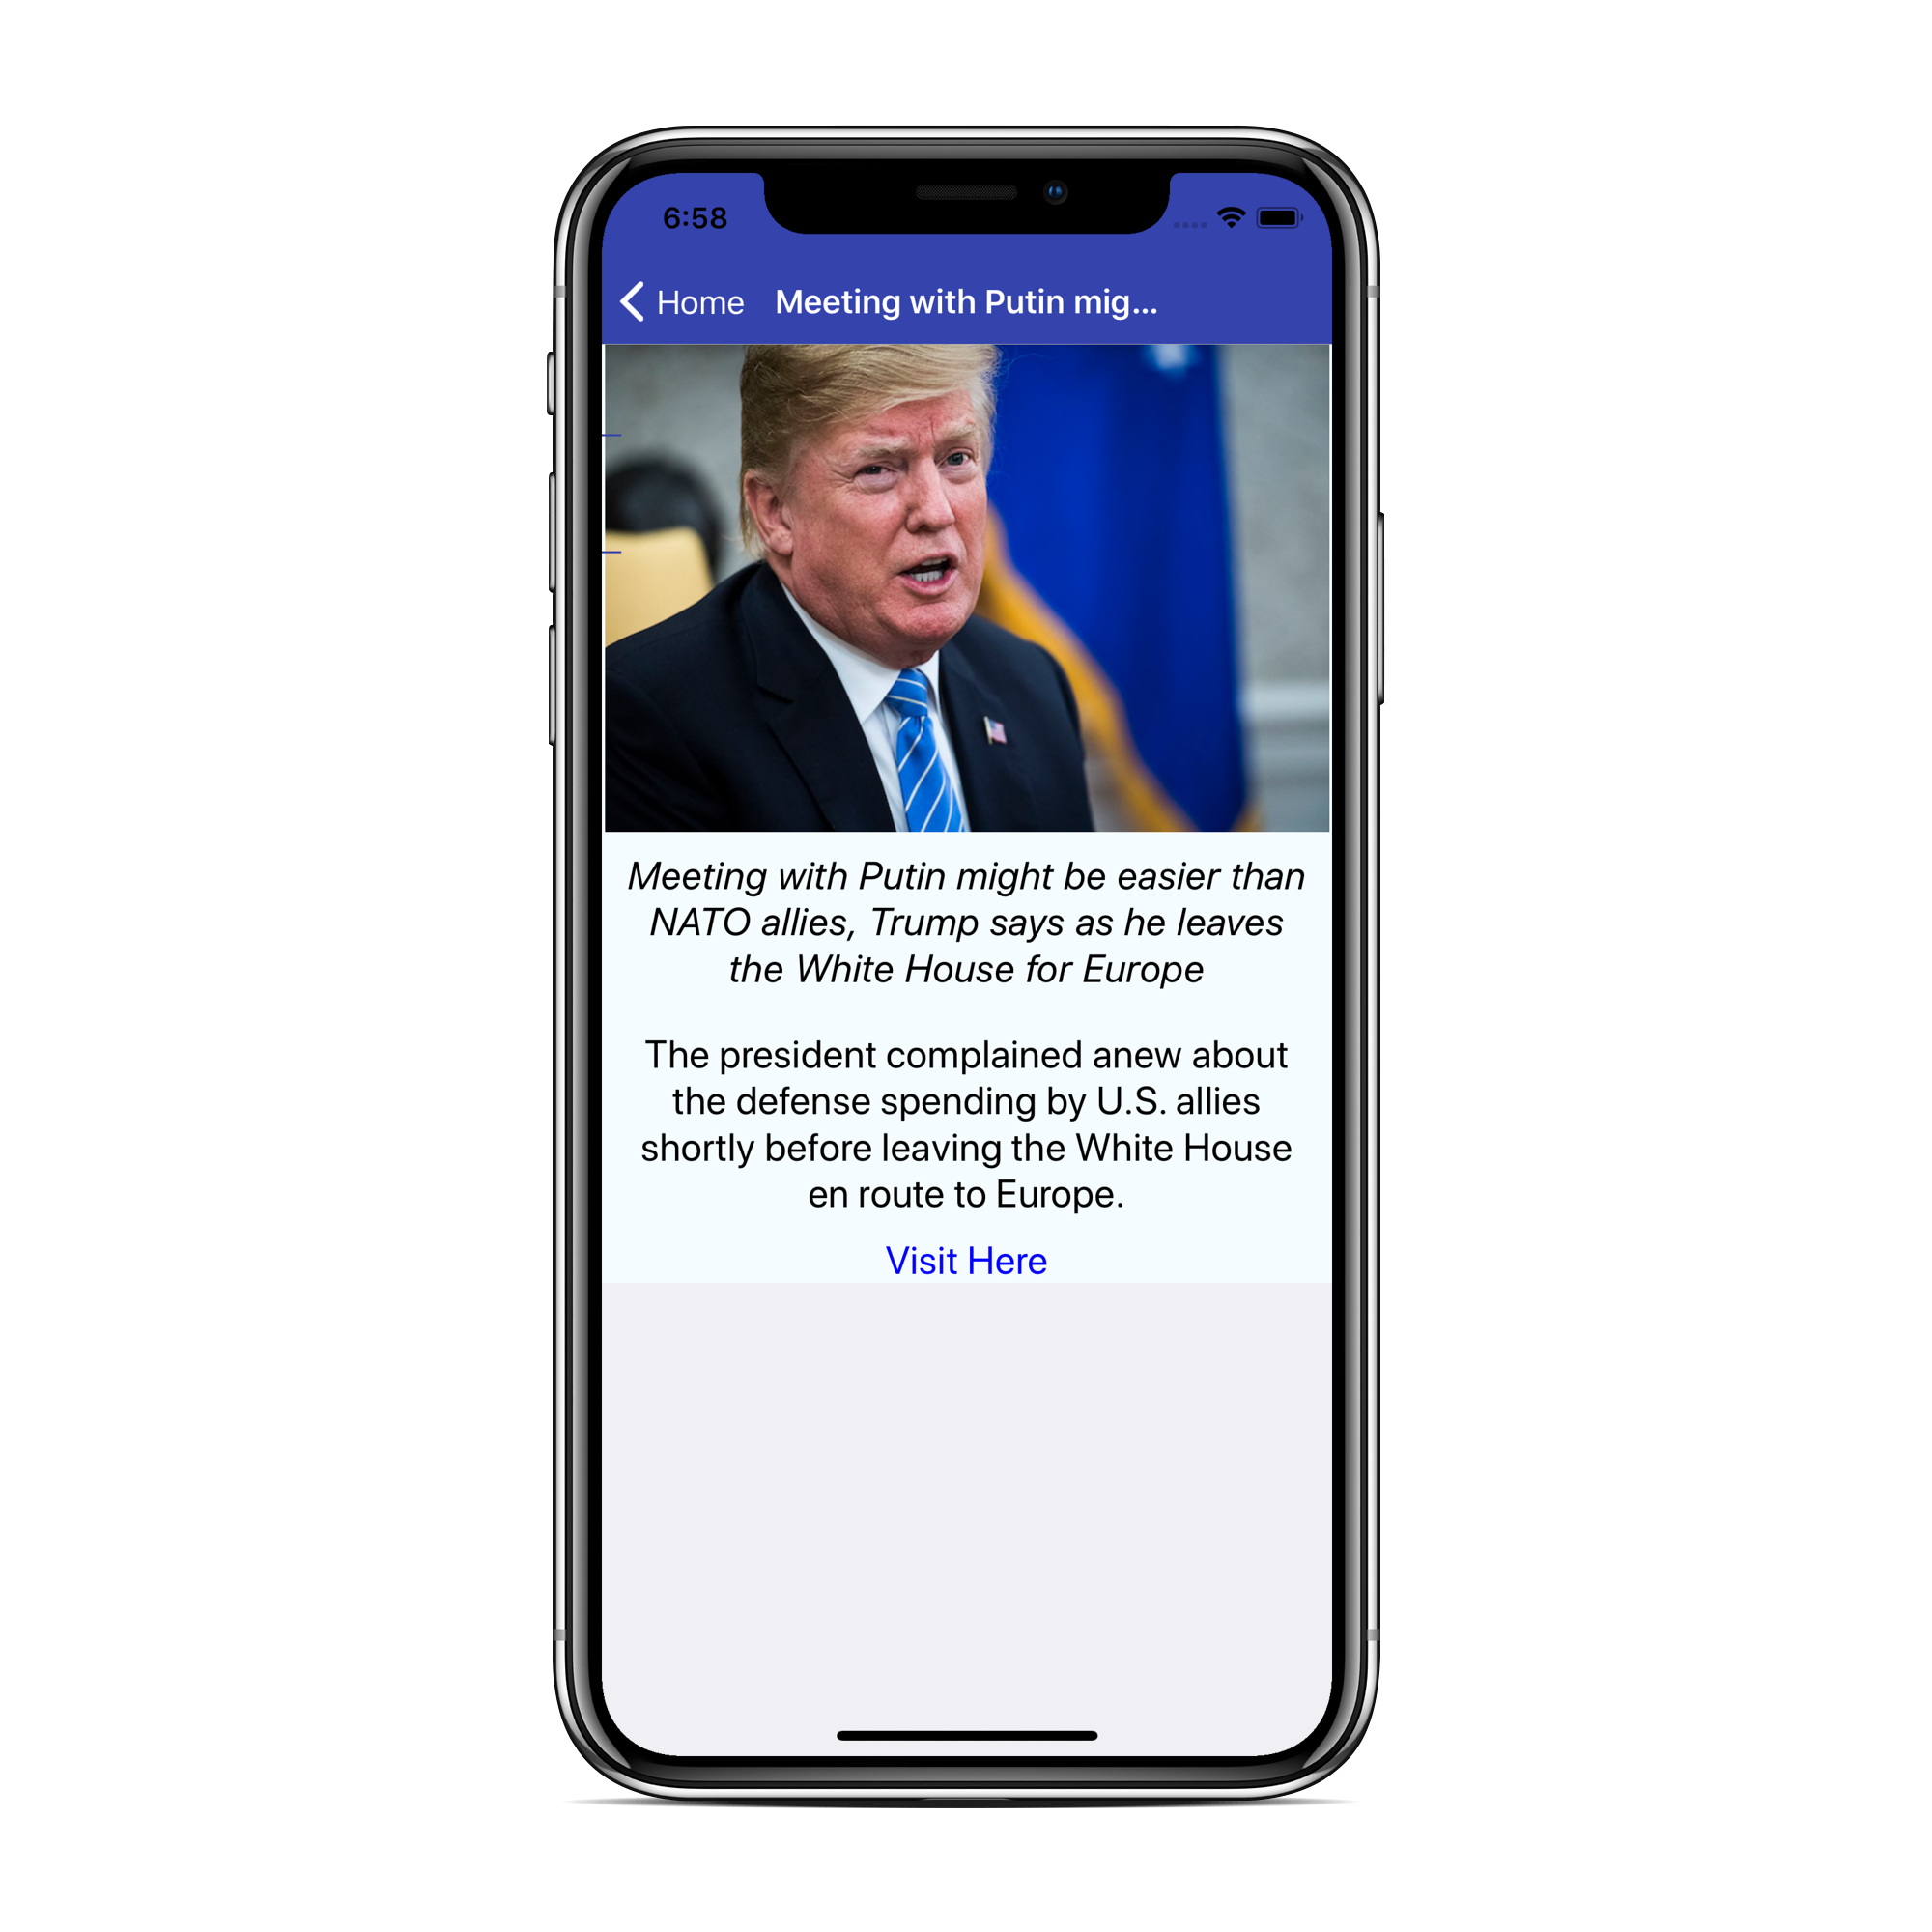 6:58
Home Meeting with Putin mig...
Meeting with Putin might be easier than
NATO allies, Trump says as he leaves
the White House for Europe
The president complained anew about
the defense spending by U.S. allies
shortly before leaving the White House
en route to Europe.
Visit Here